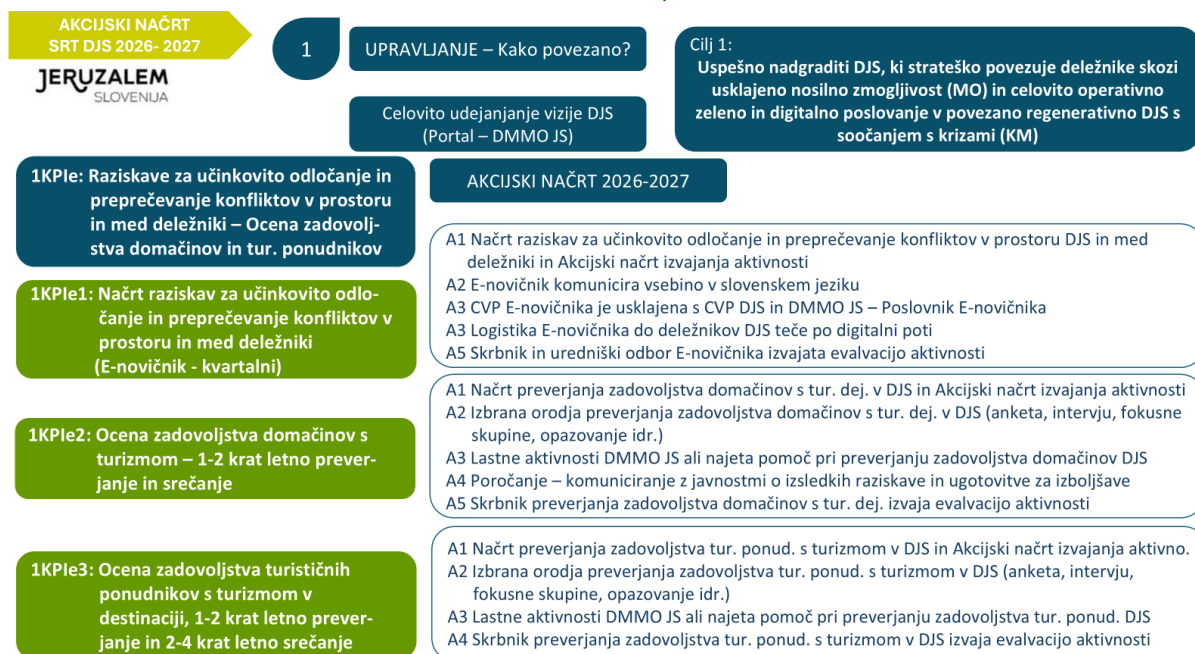 AKCIJSKI NAČRT
SRT DJS 2026- 2027
JERUZALEM
SLOVENIJA
1
UPRAVLJANJE – Kako povezano?
Celovito udejanjanje vizije DJS
(Portal – DMMO JS)
Cilj 1:
Uspešno nadgraditi DJS, ki strateško povezuje deležnike skozi
usklajeno nosilno zmogljivost (MO) in celovito operativno
zeleno in digitalno poslovanje v povezano regenerativno DJS s
soočanjem s krizami (KM)
1KPIe: Raziskave za učinkovito odločanje in
preprečevanje konfliktov v prostoru
in med deležniki – Ocena zadovolj-
stva domačinov in tur. ponudnikov
AKCIJSKI NAČRT 2026-2027
1KPIe1: Načrt raziskav za učinkovito odlo-
čanje in preprečevanje konfliktov v
prostoru in med deležniki
(E-novičnik - kvartalni)
A1 Načrt raziskav za učinkovito odločanje in preprečevanje konfliktov v prostoru DJS in med
deležniki in Akcijski načrt izvajanja aktivnosti
A2 E-novičnik komunicira vsebino v slovenskem jeziku
A3 CVP E-novičnika je usklajena s CVP DJS in DMMO JS – Poslovnik E-novičnika
A3 Logistika E-novičnika do deležnikov DJS teče po digitalni poti
A5 Skrbnik in uredniški odbor E-novičnika izvajata evalvacijo aktivnosti
1KPIe2: Ocena zadovoljstva domačinov s
turizmom – 1-2 krat letno prever-
janje in srečanje
A1 Načrt preverjanja zadovoljstva domačinov s tur. dej. v DJS in Akcijski načrt izvajanja aktivnosti
A2 Izbrana orodja preverjanja zadovoljstva domačinov s tur. dej. v DJS (anketa, intervju, fokusne
skupine, opazovanje idr.)
A3 Lastne aktivnosti DMMO JS ali najeta pomoč pri preverjanju zadovoljstva domačinov DJS
A4 Poročanje – komuniciranje z javnostmi o izsledkih raziskave in ugotovitve za izboljšave
A5 Skrbnik preverjanja zadovoljstva domačinov s tur. dej. izvaja evalvacijo aktivnosti
1KPIe3: Ocena zadovoljstva turističnih
ponudnikov s turizmom v
destinaciji, 1-2 krat letno prever-
janje in 2-4 krat letno srečanje
A1 Načrt preverjanja zadovoljstva tur. ponud. s turizmom v DJS in Akcijski načrt izvajanja aktivno.
A2 Izbrana orodja preverjanja zadovoljstva tur. ponud. s turizmom v DJS (anketa, intervju,
fokusne skupine, opazovanje idr.)
A3 Lastne aktivnosti DMMO JS ali najeta pomoč pri preverjanju zadovoljstva tur. ponud. DJS
A4 Skrbnik preverjanja zadovoljstva tur. ponud. s turizmom v DJS izvaja evalvacijo aktivnosti